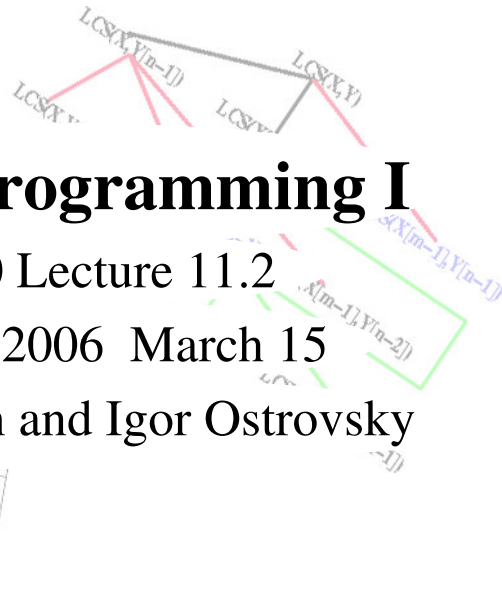 LCS(X,Y[n-1])
LCS(X,Y)
rogramming I
Lecture 11.2
2006 March 15
and Igor Ostrovsky